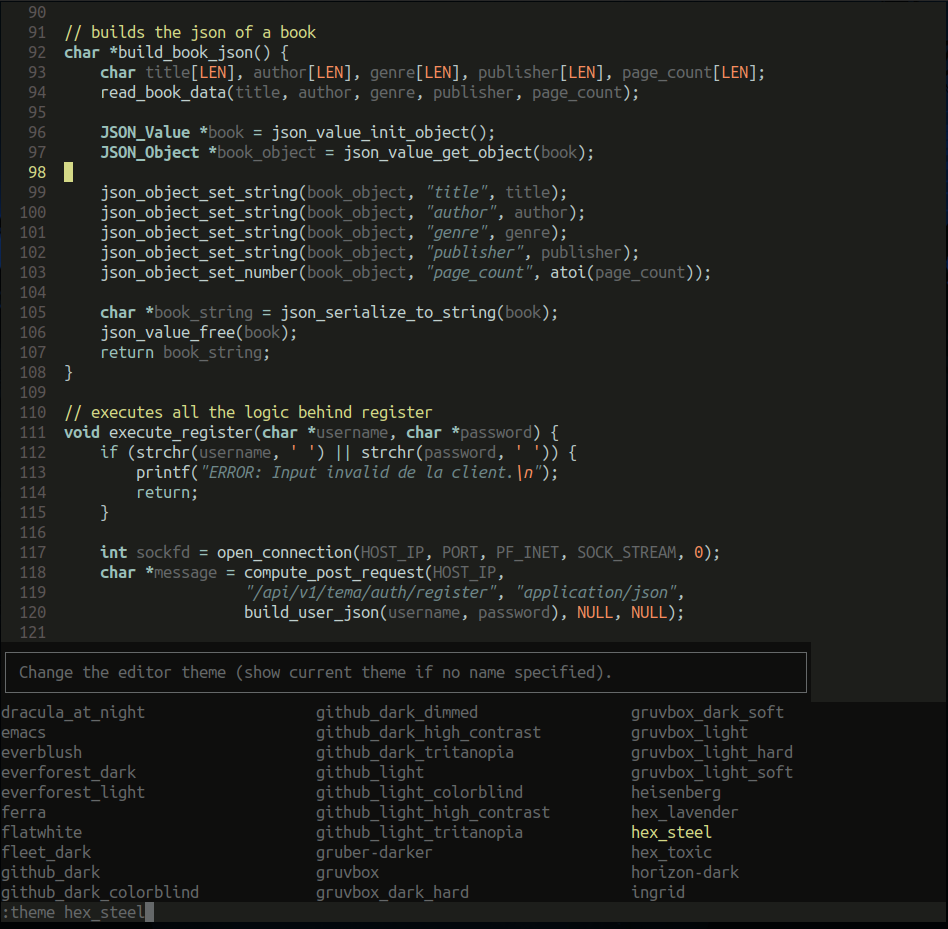 90
91 // builds the json of a book
92 char *build_book_json() {
93     char title[LEN], author[LEN], genre[LEN], publisher[LEN], page_count[LEN];
94     read_book_data(title, author, genre, publisher, page_count);
95
96     JSON_Value *book = json_value_init_object();
97     JSON_Object *book_object = json_value_get_object(book);
98
99     json_object_set_string(book_object, "title", title);
100     json_object_set_string(book_object, "author", author);
101     json_object_set_string(book_object, "genre", genre);
102     json_object_set_string(book_object, "publisher", publisher);
103     json_object_set_number(book_object, "page_count", atoi(page_count));
104
105     char *book_string = json_serialize_to_string(book);
106     json_value_free(book);
107     return book_string;
108 }
109
110 // executes all the logic behind register
111 void execute_register(char *username, char *password) {
112     if (strchr(username, ' ') || strchr(password, ' ')) {
113         printf("ERROR: Input invalid de la client.\n");
114         return;
115     }
116
117     int sockfd = open_connection(HOST_IP, PORT, PF_INET, SOCK_STREAM, 0);
118     char *message = compute_post_request(HOST_IP,
119                     "/api/v1/tema/auth/register", "application/json",
120                     build_user_json(username, password), NULL, NULL);
121
Change the editor theme (show current theme if no name specified).
dracula_at_night github_dark_dimmed gruvbox_dark_soft
emacs github_dark_high_contrast gruvbox_light
everblush github_dark_tritanopia gruvbox_light_hard
everforest_dark github_light gruvbox_light_soft
everforest_light github_light_colorblind heisenberg
ferra github_light_high_contrast hex_lavender
flatwhite github_light_tritanopia hex_steel
fleet_dark gruber-darker hex_toxic
github_dark gruvbox horizon-dark
github_dark_colorblind gruvbox_dark_hard ingrid
:theme hex_steel